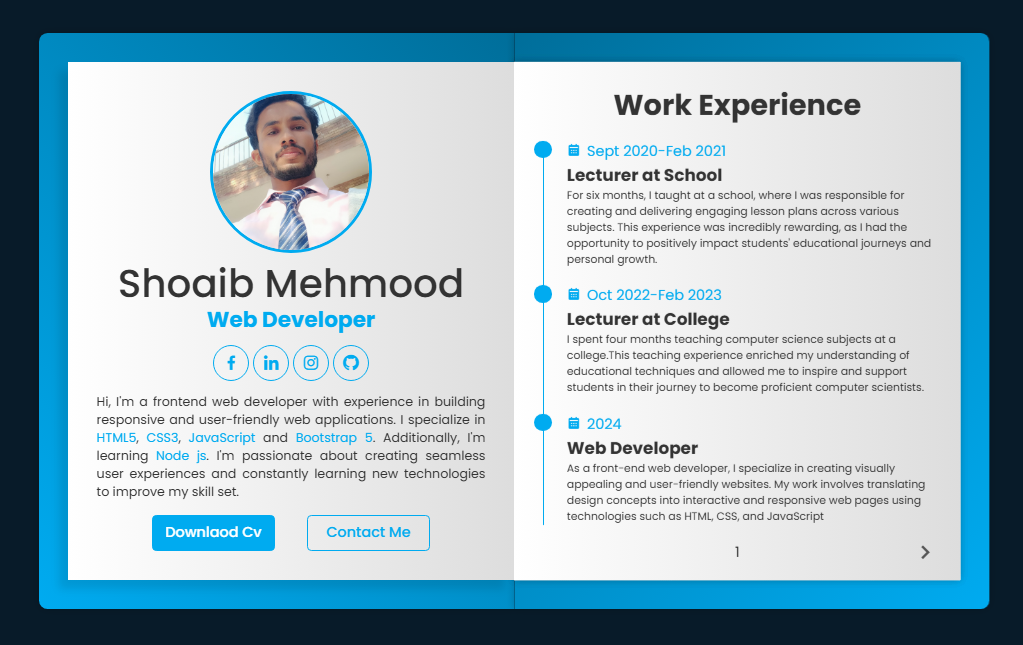 Shoaib Mehmood
Web Developer
Hi, I'm a frontend web developer with experience in building
responsive and user-friendly web applications. I specialize in
HTML5, CSS3, JavaScript and Bootstrap 5. Additionally, I'm
learning Node js. I'm passionate about creating seamless
user experiences and constantly learning new technologies
to improve my skill set.
Downlaod Cv
Contact Me
Work Experience
Sept 2020-Feb 2021
Lecturer at School
For six months, I taught at a school, where I was responsible for
creating and delivering engaging lesson plans across various
subjects. This experience was incredibly rewarding, as I had the
opportunity to positively impact students' educational journeys and
personal growth.
Oct 2022-Feb 2023
Lecturer at College
I spent four months teaching computer science subjects at a
college.This teaching experience enriched my understanding of
educational techniques and allowed me to inspire and support
students in their journey to become proficient computer scientists.
2024
Web Developer
As a front-end web developer, I specialize in creating visually
appealing and user-friendly websites. My work involves translating
design concepts into interactive and responsive web pages using
technologies such as HTML, CSS, and JavaScript
1